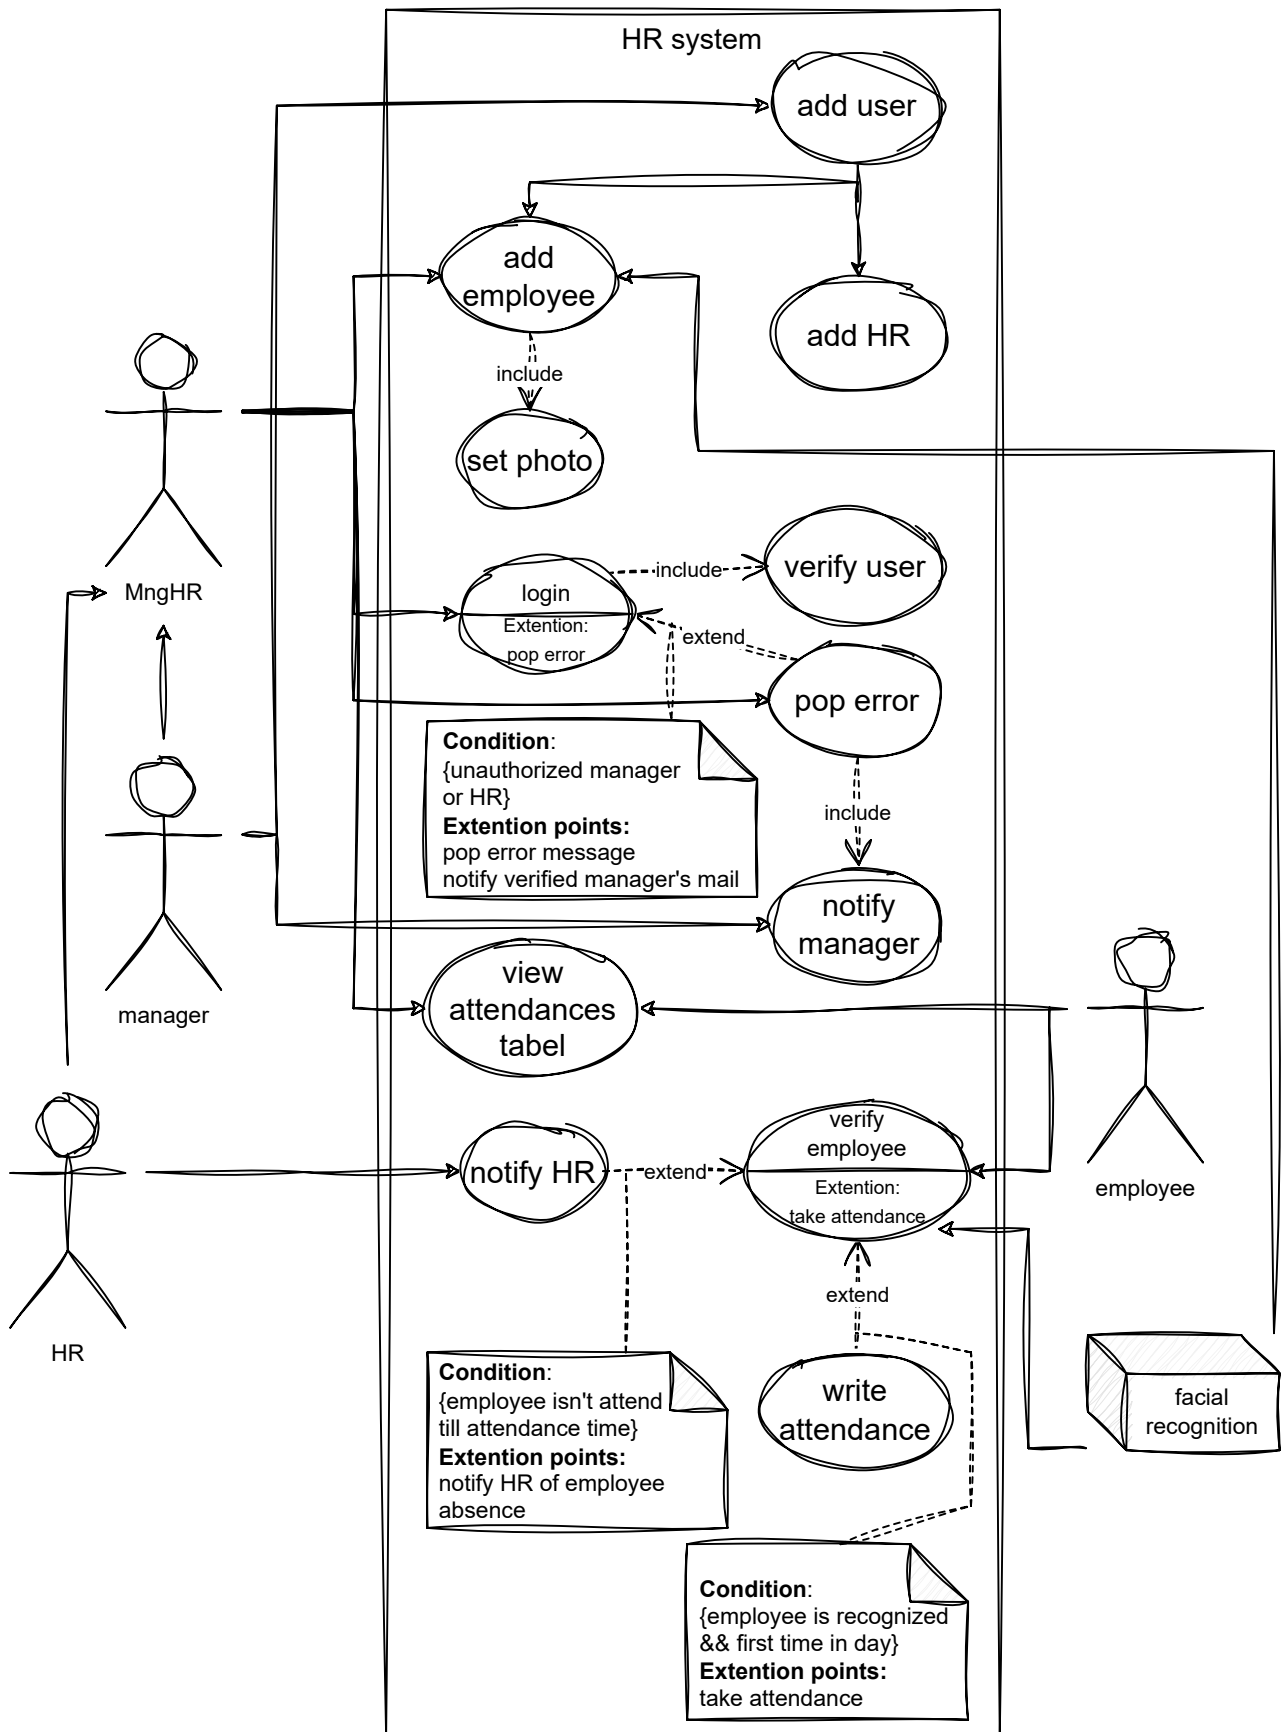 HR system
add user
add
employee
add HR
include
set photo
MngHR
login
Extention:
pop error
include
verify user
extend
pop error
Condition:
{unauthorized manager
or HR}
Extention points:
pop error message
notify verified manager's mail
include
notify
manager
manager
view
attendances
tabel
employee
HR
notify HR
extend
verify
employee
Extention:
take attendance
extend
write
attendance
facial
recognition
Condition:
{employee isn't attend
till attendance time}
Extention points:
notify HR of employee
absence
Condition:
{employee is recognized
&& first time in day}
Extention points:
take attendance